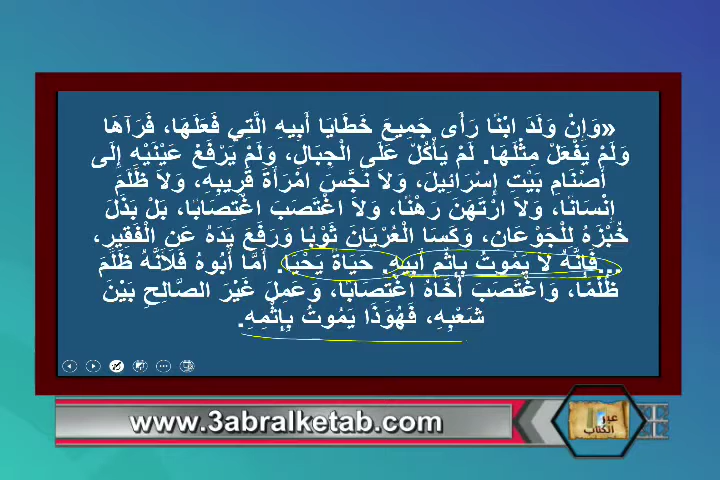 «وَإِنْ وَلَدَ ابْنًا رَأَى جَمِيعَ خَطَايَا أَبِيهِ الَّتِي فَعَلَهَا، فَرَآهَا
وَلَمْ يَفْعَلْ مِثْلَهَا. لَمْ يَأْكُلْ عَلَى الْجِبَالِ، وَلَمْ يَرْفَعْ عَيْنَيْهِ إِلَى
أَصْنَامِ بَيْتِ إِسْرَائِيلَ، وَلاَ نَجَّسَ امْرَأَةَ قَرِيبِهِ، وَلاَ ظَلَمَ
إِنْسَانًا، وَلاَ ارْتَهَنَ رَهْنًا، وَلاَ اغْتَصَبَ اغْتِصَابًا، بَلْ بَذَلَ
خُبْزَهُ لِلْجَوْعَانِ، وَكَسَا الْعُرْيَانَ ثَوْبًا وَرَفَعَ يَدَهُ عَنِ الْفَقِيرِ،
...فَإِنَّهُ لاَ يَمُوتُ بِإِثْمِ أَبِيهِ. حَيَاةً يَحْيَا. أَمَّا أَبُوهُ فَلأَنَّهُ ظَلَمَ
ظُلْمًا، وَاغْتَصَبَ أَخَاهُ اغْتِصَابًا، وَعَمِلَ غَيْرَ الصَّالِحِ بَيْنَ
شَعْبِهِ، فَهُوَذَا يَمُوتُ بِإِثْمِهِ.
www.3abralketab.com
عبر
الكتاب